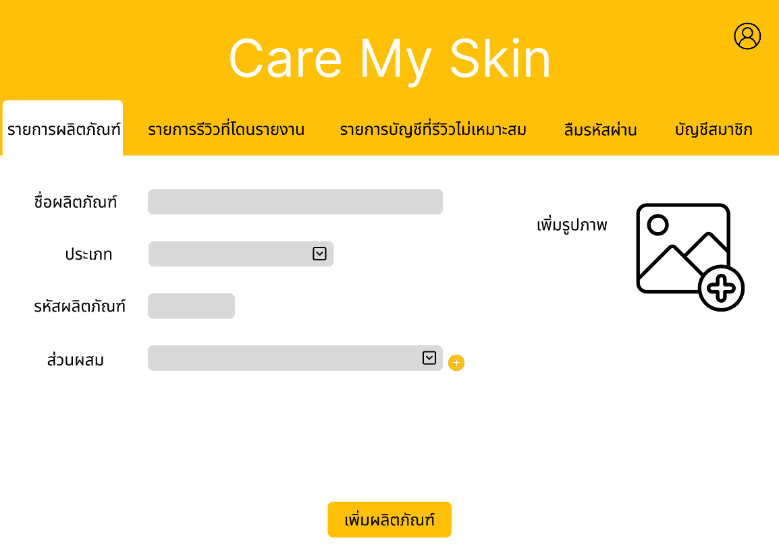 Care My Skin
รายการผลิตภัณฑ์ รายการรีวิวที่โดนรายงาน รายการบัญชีที่รีวิวไม่เหมาะสม ลืมรหัสผ่าน บัญชีสมาชิก
ชื่อผลิตภัณฑ์
เพิ่มรูปภาพ
ประเภท
รหัสผลิตภัณฑ์
ส่วนผสม
เพิ่มผลิตภัณฑ์